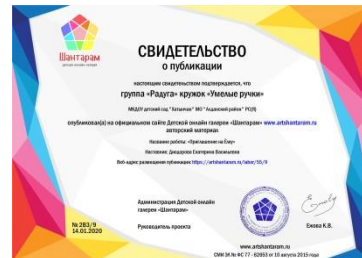 Шантарам
СВИДЕТЕЛЬСТВО
о публикации
настоящим свидетельством подтверждается, что
группа «Радуга» кружок «Умелые ручки»
МКДОУ детский сад " " МО " район" РС(Я)
опубликовал(а) на официальном сайте Детской онлайн галереи «Шантарам» www.artshantaram.ru
авторский материал
Название работы: «Приглашение на Ёлку»
Наставник: Екатерина Васильевна
Веб-адрес размещения публикации: https://artshantaram.ru/labor/55/9
Администрация Детской онлайн
галереи «Шантарам»
№ 283/9
14.01.2020
Руководитель проекта
Ежова К.В.
www.artshantaram.ru
СМИ ЭЛ № ФС 77 - 62653 от 10 августа 2015 года